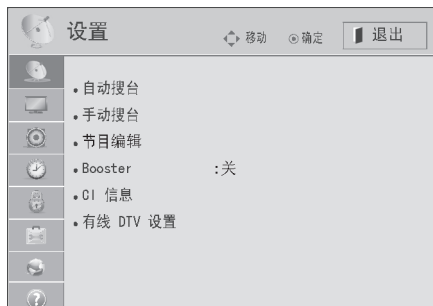 设置 移动 确定 退出
自动搜台
手动搜台
节目编辑
Booster :关
CI 信息
有线 DTV 设置
?